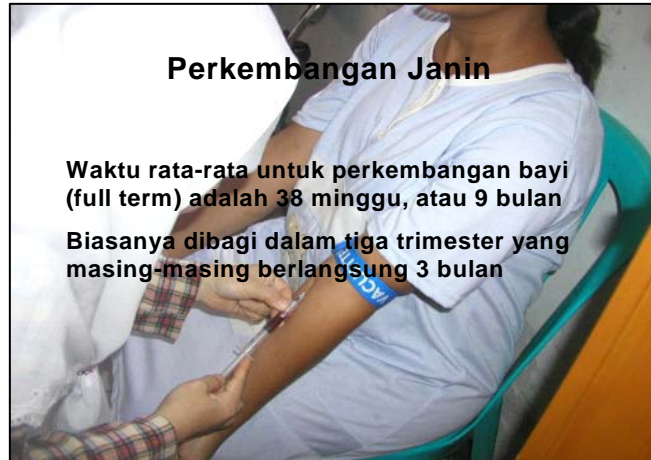 Perkembangan Janin
Waktu rata-rata untuk perkembangan bayi
(full term) adalah 38 minggu, atau 9 bulan
Biasanya dibagi dalam tiga trimester yang
masing-masing berlangsung 3 bulan